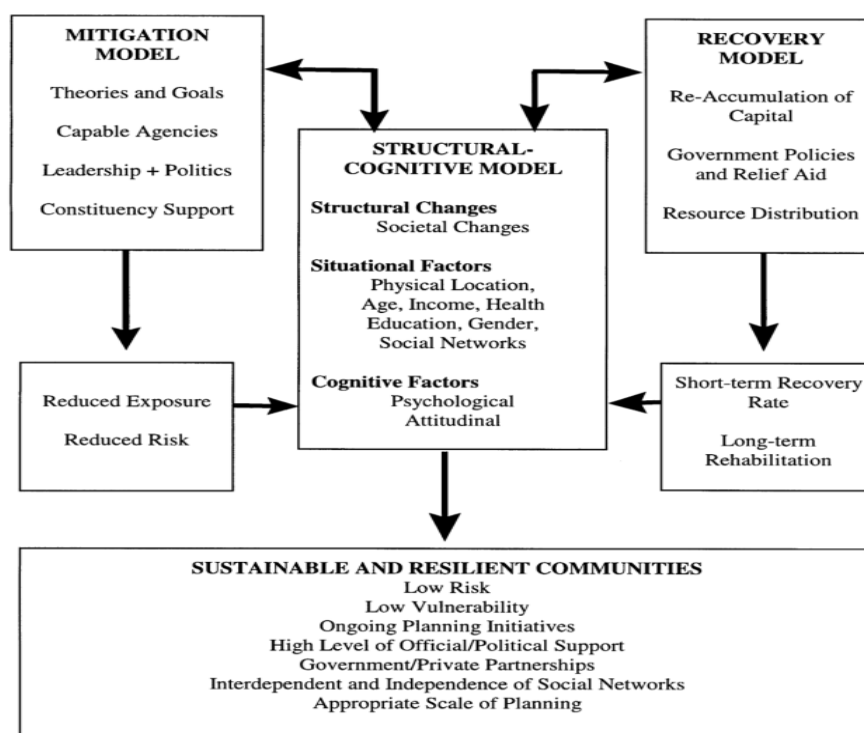 MITIGATION
MODEL
Theories and Goals
Capable Agencies
Leadership + Politics
Constituency Support
RECOVERY
MODEL
Re-Accumulation of
Capital
Government Policies
and Relief Aid
Resource Distribution
STRUCTURAL-
COGNITIVE MODEL
Structural Changes
Societal Changes
Situational Factors
Physical Location,
Age, Income, Health
Education, Gender,
Social Networks
Cognitive Factors
Psychological
Attitudinal
Reduced Exposure
Reduced Risk
Short-term Recovery
Rate
Long-term
Rehabilitation
SUSTAINABLE AND RESILIENT COMMUNITIES
Low Risk
Low Vulnerability
Ongoing Planning Initiatives
High Level of Official/Political Support
Government/Private Partnerships
Interdependent and Independence of Social Networks
Appropriate Scale of Planning